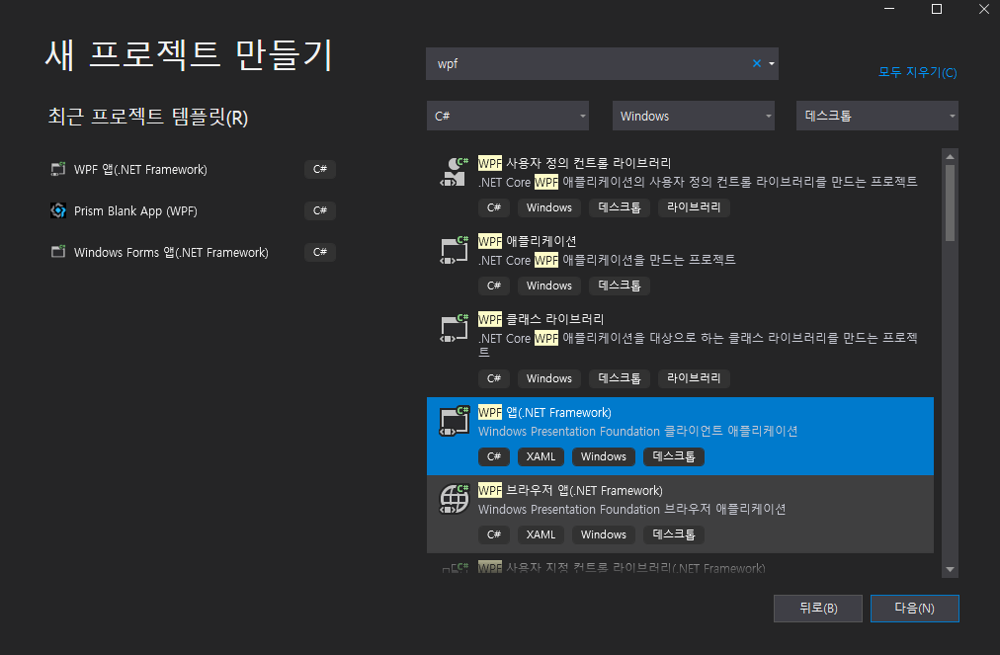 새 프로젝트 만들기
최근 프로젝트 템플릿(R)
WPF 앱(.NET Framework) C#
Prism Blank App (WPF) C#
Windows Forms 앱(.NET Framework) C#
wpf
모두 지우기(C)
C# Windows 데스크톱
WPF 사용자 정의 컨트롤 라이브러리
.NET Core WPF 애플리케이션의 사용자 정의 컨트롤 라이브러리를 만드는 프로젝트
C# Windows 데스크톱 라이브러리
WPF 애플리케이션
.NET Core WPF 애플리케이션을 만드는 프로젝트
C# Windows 데스크톱
WPF 클래스 라이브러리
.NET Core WPF 애플리케이션을 대상으로 하는 클래스 라이브러리를 만드는 프로젝
트
C# Windows 데스크톱 라이브러리
WPF 앱(.NET Framework)
Windows Presentation Foundation 클라이언트 애플리케이션
C# XAML Windows 데스크톱
WPF 브라우저 앱(.NET Framework)
Windows Presentation Foundation 브라우저 애플리케이션
C# XAML Windows 데스크톱
WPF 사용자 지정 컨트롤 라이브러리(.NET Framework)
뒤로(B) 다음(N)